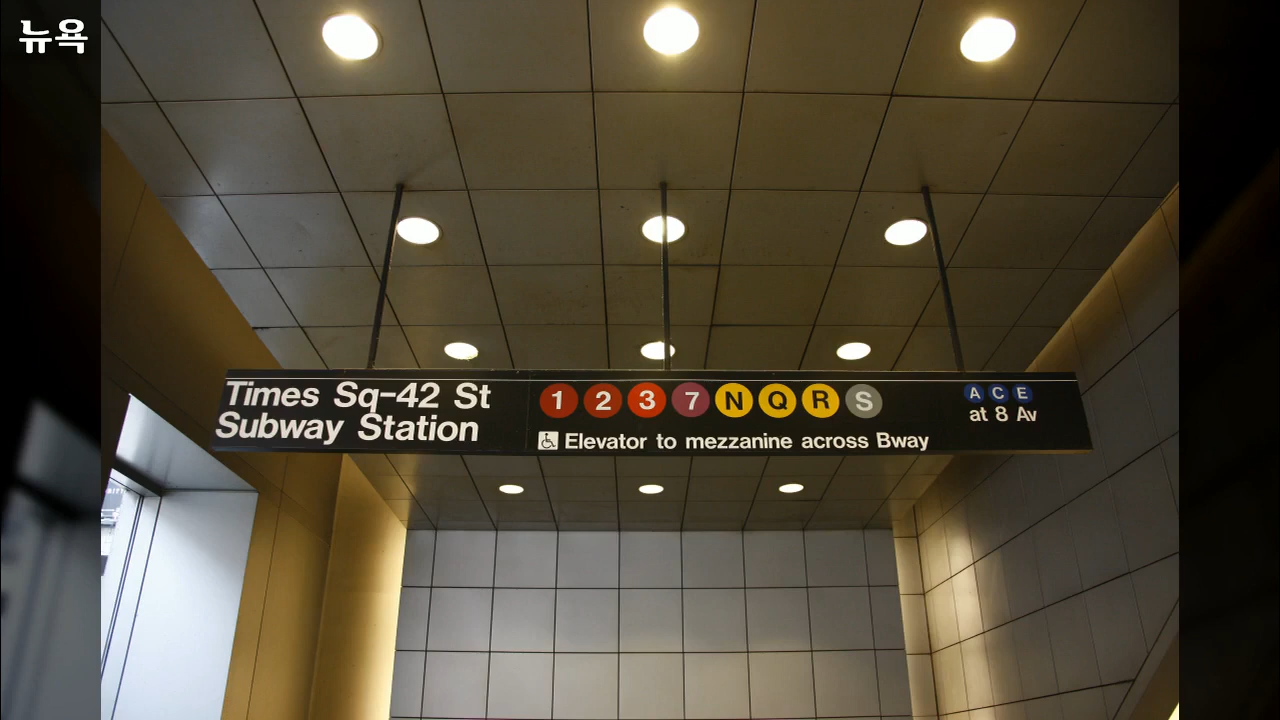 뉴욕
Times Sq-42 St
Subway Station
1 2 3 7 N Q R S
Elevator to mezzanine across Bway
A C E
at 8 Av